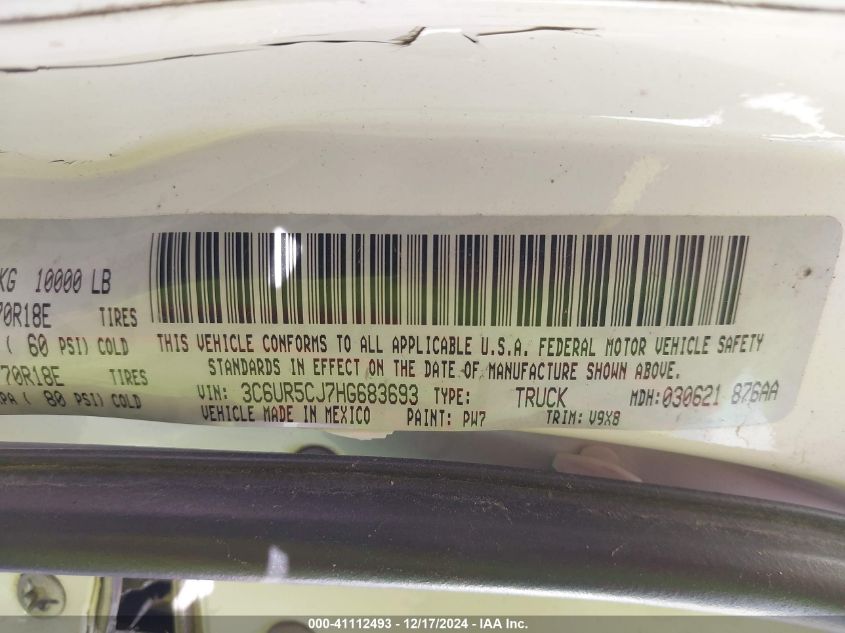 KG 10000 LB
70R18E TIRES
( 60 PSI) COLD
70R18E TIRES
PA ( 80 PSI) COLD
THIS VEHICLE CONFORMS TO ALL APPLICABLE U.S.A. FEDERAL MOTOR VEHICLE SAFETY
STANDARDS IN EFFECT ON THE DATE OF MANUFACTURE SHOWN ABOVE.
VIN: 3C6UR5CJ7HG683693 TYPE: TRUCK MDH: 030621 876AA
VEHICLE MADE IN MEXICO PAINT: PW7 TRIM: V9X8
000-41112493 - 12/17/2024 - IAA Inc.